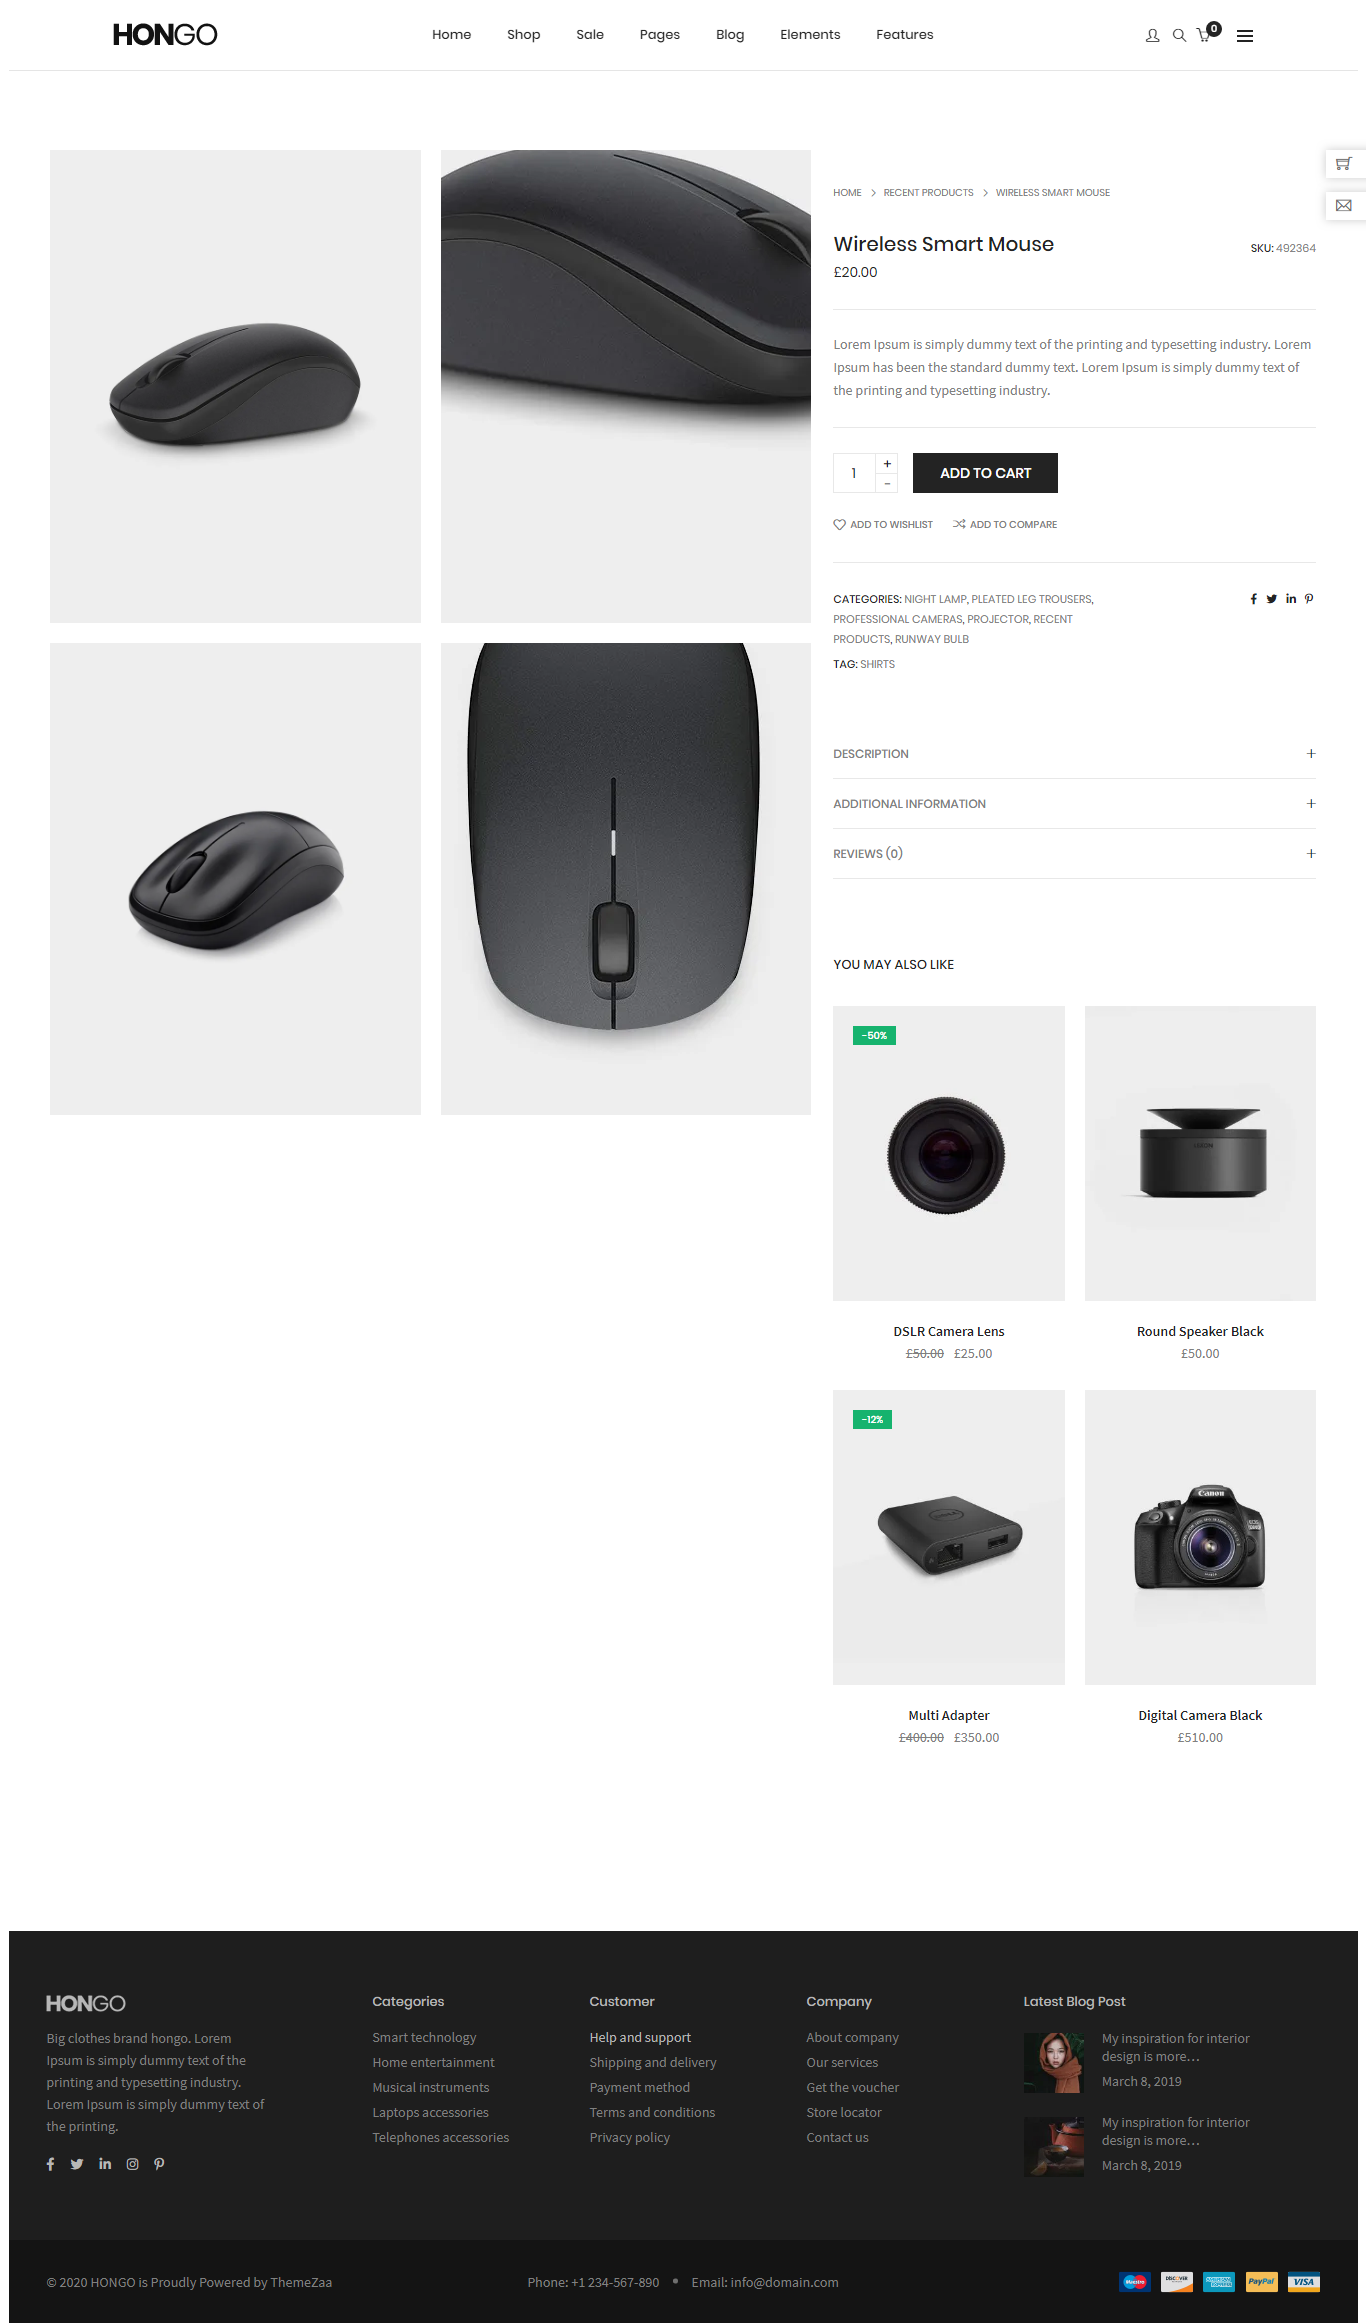 HONGO
Home Shop Sale Pages Blog Elements Features
0
HOME > RECENT PRODUCTS > WIRELESS SMART MOUSE
Wireless Smart Mouse
SKU: 492364
£20.00
Lorem Ipsum is simply dummy text of the printing and typesetting industry. Lorem
Ipsum has been the standard dummy text. Lorem Ipsum is simply dummy text of
the printing and typesetting industry.
1 + -
ADD TO CART
ADD TO WISHLIST ADD TO COMPARE
CATEGORIES: NIGHT LAMP, PLEATED LEG TROUSERS,
PROFESSIONAL CAMERAS, PROJECTOR, RECENT
PRODUCTS, RUNWAY BULB
TAG: SHIRTS
DESCRIPTION +
ADDITIONAL INFORMATION +
REVIEWS (0) +
YOU MAY ALSO LIKE
-50%
DSLR Camera Lens
£50.00 £25.00
Round Speaker Black
£50.00
-12%
DELL
Canon
Multi Adapter
£400.00 £350.00
Digital Camera Black
£510.00
HONGO
Big clothes brand hongo. Lorem
Ipsum is simply dummy text of the
printing and typesetting industry.
Lorem Ipsum is simply dummy text of
the printing.
Categories
Smart technology
Home entertainment
Musical instruments
Laptops accessories
Telephones accessories
Customer
Help and support
Shipping and delivery
Payment method
Terms and conditions
Privacy policy
Company
About company
Our services
Get the voucher
Store locator
Contact us
Latest Blog Post
My inspiration for interior
design is more…
March 8, 2019
My inspiration for interior
design is more…
March 8, 2019
© 2020 HONGO is Proudly Powered by ThemeZaa
Phone: +1 234-567-890 • Email: info@domain.com
Maestro DISCOVER AMERICAN EXPRESS PayPal VISA